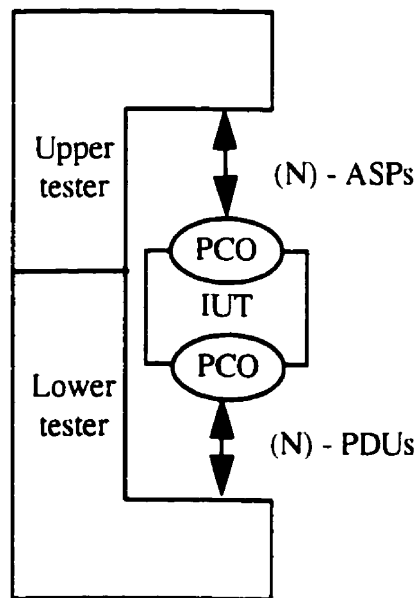 Upper
tester
(N) - ASPs
PCO
IUT
PCO
Lower
tester
(N) - PDUs